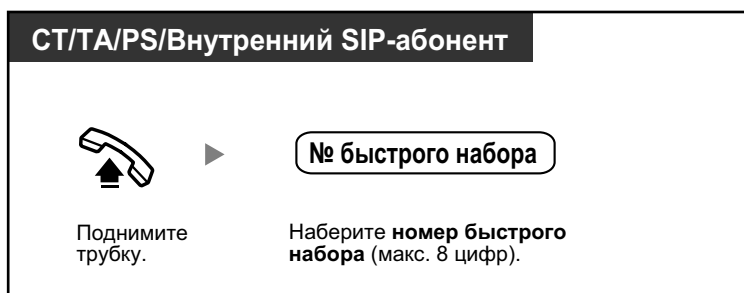 СТ/ТА/PS/Внутренний SIP-абонент
№ быстрого набора
Поднимите
трубку.
Наберите номер быстрого
набора (макс. 8 цифр).